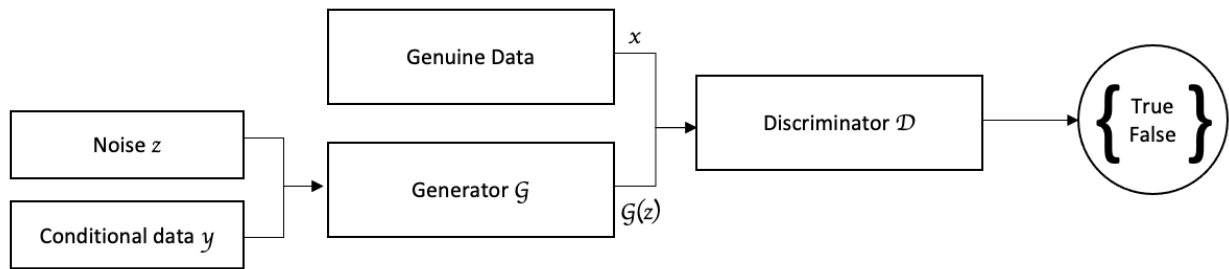 Genuine Data
x
Noise z
Generator G
G(z)
Conditional data y
Discriminator D
{ True
False }